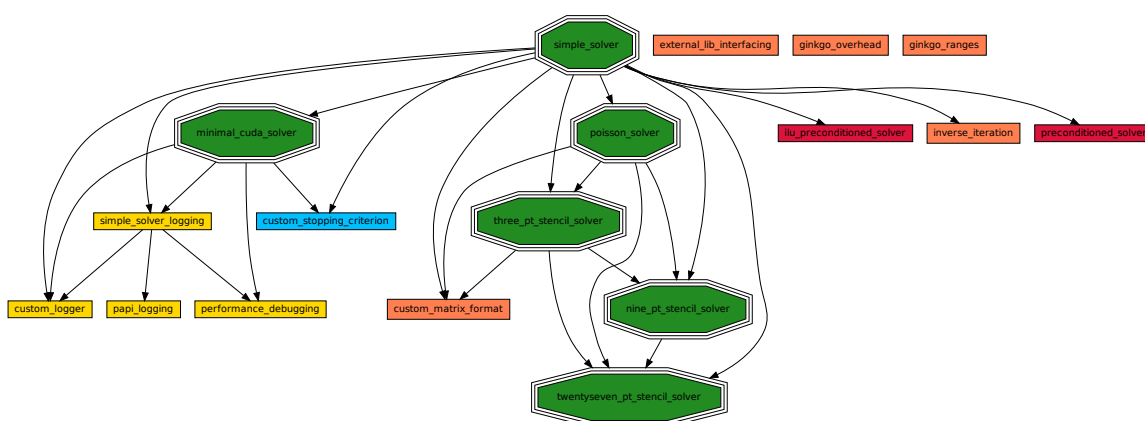 simple_solver
external_lib_interfacing
ginkgo_overhead
ginkgo_ranges
minimal_cuda_solver
poisson_solver
ilu_preconditioned_solver
inverse_iteration
preconditioned_solver
simple_solver_logging
custom_stopping_criterion
three_pt_stencil_solver
custom_logger
papi_logging
performance_debugging
custom_matrix_format
nine_pt_stencil_solver
twentyseven_pt_stencil_solver